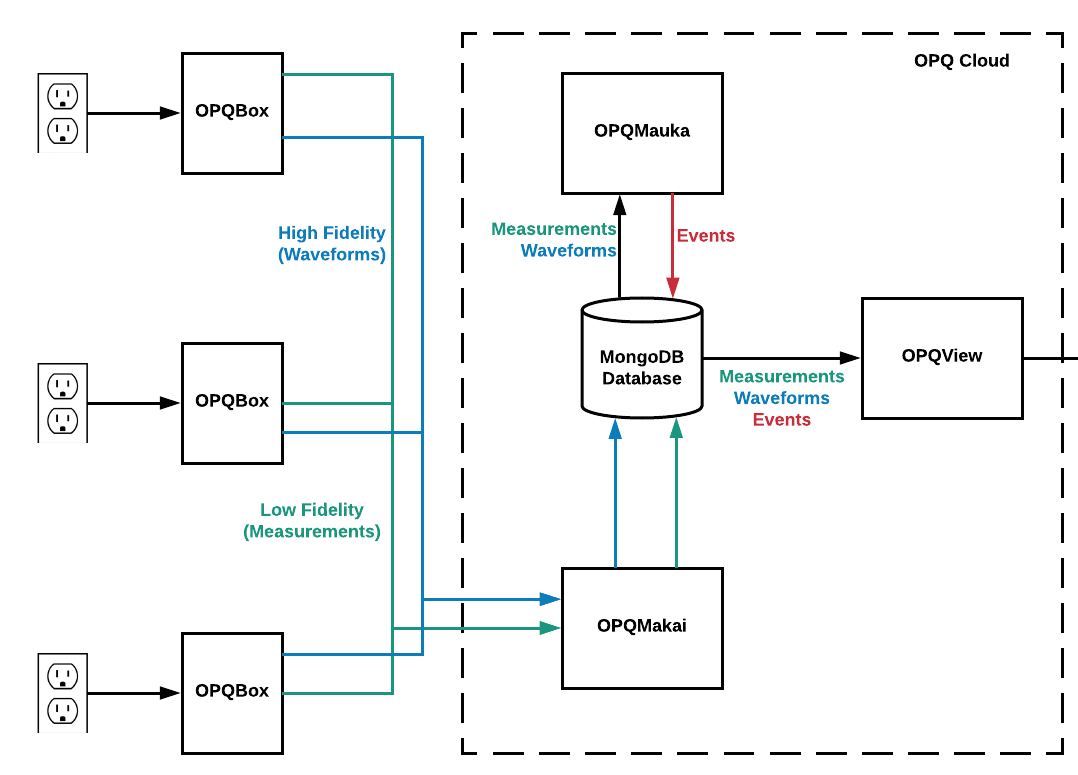 OPQ Cloud
OPQBox
OPQMauka
High Fidelity
(Waveforms)
Measurements
Waveforms
Events
OPQBox
MongoDB
Database
OPQView
Measurements
Waveforms
Events
Low Fidelity
(Measurements)
OPQMakai
OPQBox